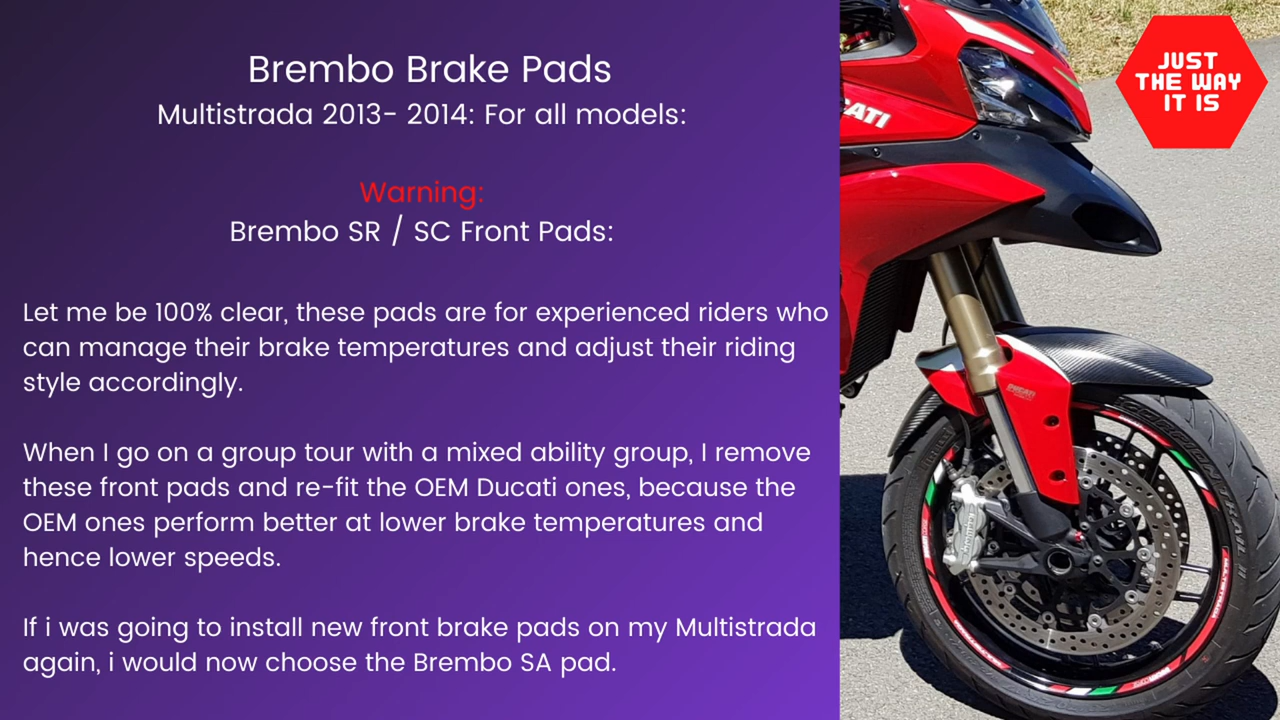 Brembo Brake Pads
Multistrada 2013- 2014: For all models:
Warning:
Brembo SR / SC Front Pads:
Let me be 100% clear, these pads are for experienced riders who
can manage their brake temperatures and adjust their riding
style accordingly.
When I go on a group tour with a mixed ability group, I remove
these front pads and re-fit the OEM Ducati ones, because the
OEM ones perform better at lower brake temperatures and
hence lower speeds.
If i was going to install new front brake pads on my Multistrada
again, i would now choose the Brembo SA pad.
JUST
THE WAY
IT IS
CATI
DUCATI